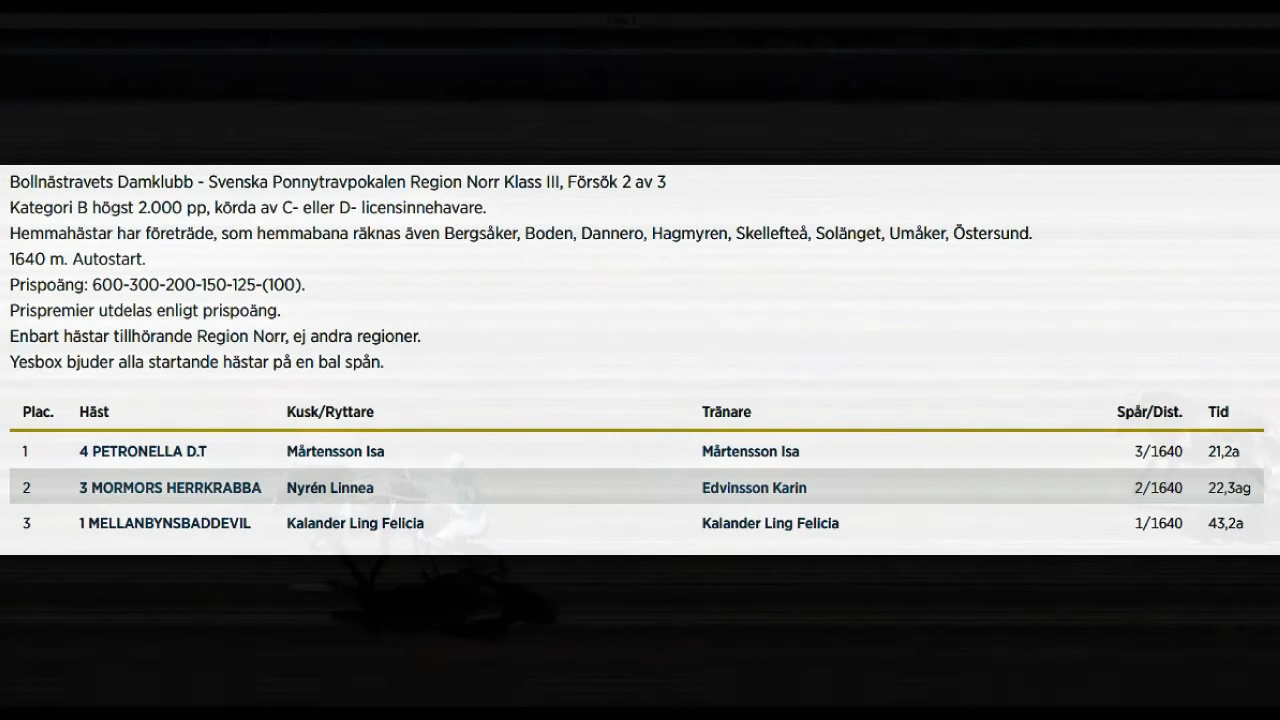 Bollnästravets Damklubb - Svenska Ponnytravpokalen Region Norr Klass III, Försök 2 av 3
Kategori B högst 2.000 pp, körda av C- eller D- licensinnehavare.
Hemmahästar har företräde, som hemmabana räknas även Bergsåker, Boden, Dannero, Hagmyren, Skellefteå, Solänget, Umåker, Östersund.
1640 m. Autostart.
Prispoäng: 600-300-200-150-125-(100).
Prispremier utdelas enligt prispoäng.
Enbart hästar tillhörande Region Norr, ej andra regioner.
Yesbox bjuder alla startande hästar på en bal spån.
Plac. Häst Kusk/Ryttare Tränare Spår/Dist. Tid
1 4 PETRONELLA D.T Mårtensson Isa Mårtensson Isa 3/1640 21,2a
2 3 MORMORS HERRKRABBA Nyrén Linnea Edvinsson Karin 2/1640 22,3ag
3 1 MELLANBYNSBADDEVIL Kalander Ling Felicia Kalander Ling Felicia 1/1640 43,2a